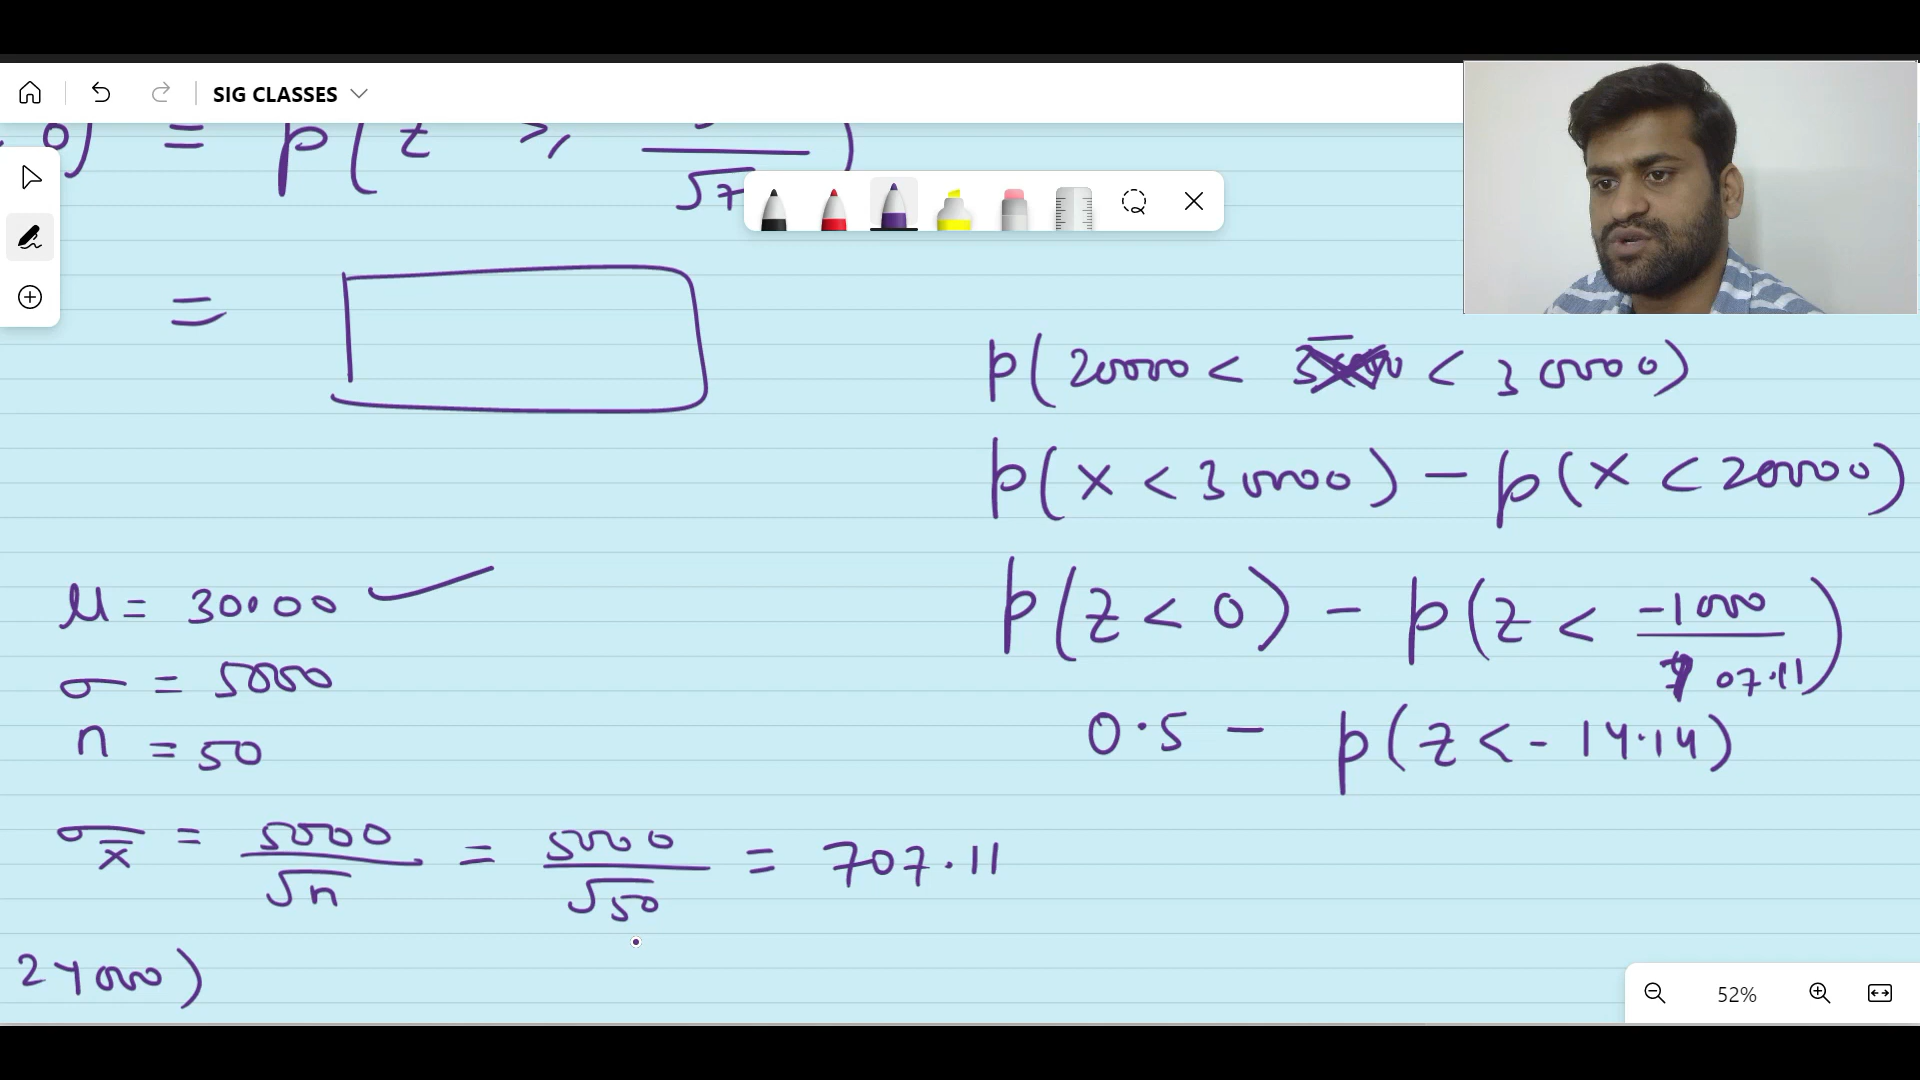 SIG CLASSES
0) = p( z >,
√7
=
p(20000 < < 30000)
p(x < 30000) - p(x < 20000)
μ = 30000 ✓
p(z < 0) - p(z < -1000 / 707.11)
σ = 5000
n = 50
0.5 - p(z < - 14.14)
σx̄ = 5000/√n = 5000/√50 = 707.11
24000)
52%